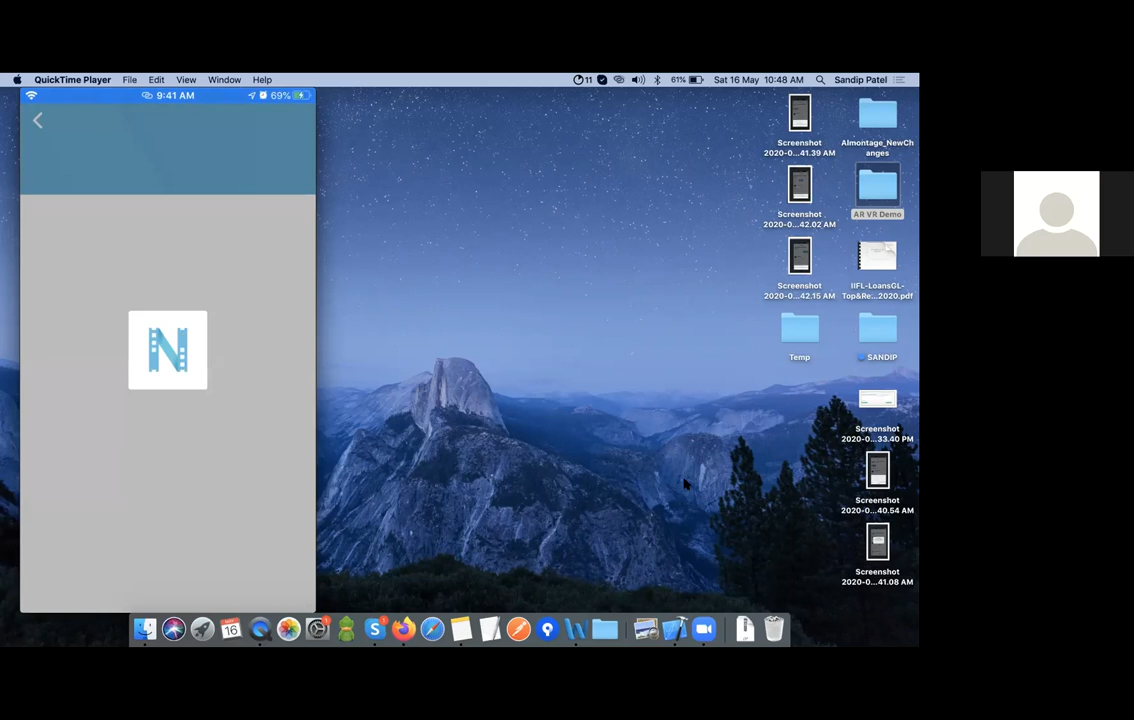 QuickTime Player File Edit View Window Help
11 61% Sat 16 May 10:48 AM Sandip Patel
9:41 AM 69%
N
Screenshot
2020-0...41.39 AM
AImontage_NewCh
anges
Screenshot
2020-0...42.02 AM
AR VR Demo
Screenshot
2020-0...42.15 AM
IIFL-LoansGL-
Top&Re...2020.pdf
Temp
SANDIP
Screenshot
2020-0...33.40 PM
Screenshot
2020-0...40.54 AM
Screenshot
2020-0...41.08 AM
16